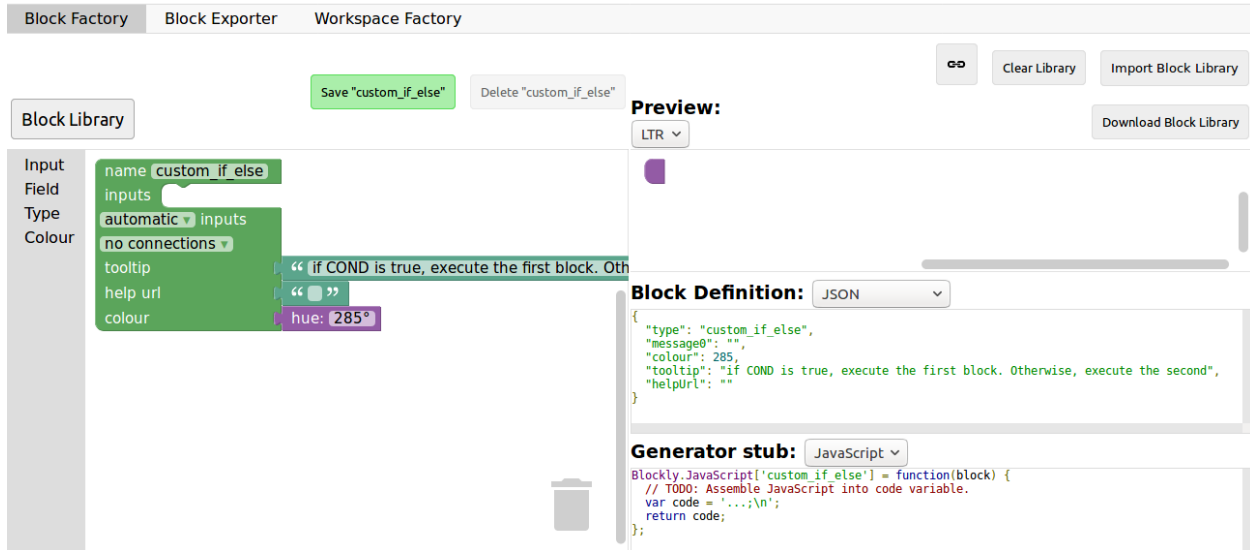 Block Factory Block Exporter Workspace Factory
Clear Library Import Block Library
Save "custom_if_else" Delete "custom_if_else"
Block Library
Preview:
LTR
Download Block Library
Input
Field
Type
Colour
name custom_if_else
inputs
automatic ▾ inputs
no connections ▾
tooltip “ if COND is true, execute the first block. Oth
help url “ ”
colour hue: 285°
Block Definition: JSON
{
"type": "custom_if_else",
"message0": "",
"colour": 285,
"tooltip": "if COND is true, execute the first block. Otherwise, execute the second",
"helpUrl": ""
}
Generator stub: JavaScript
Blockly.JavaScript['custom_if_else'] = function(block) {
// TODO: Assemble JavaScript into code variable.
var code = '...;\n';
return code;
};